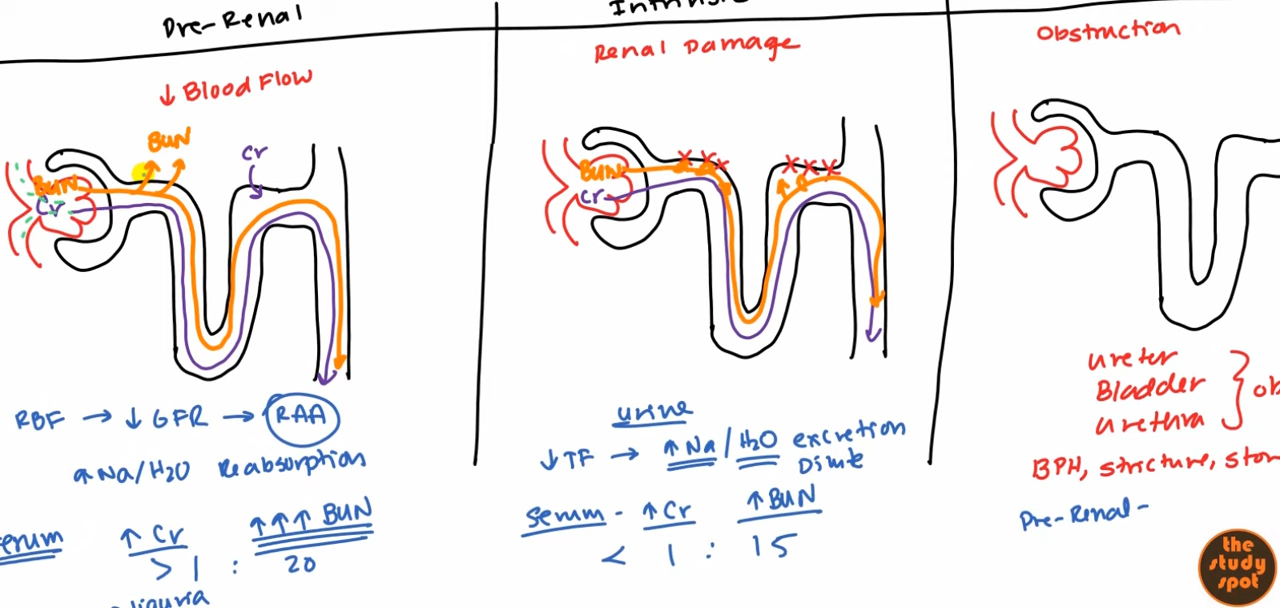 Pre-Renal
↓ Blood Flow
BUN
Cr
BUN
Cr
RBF → ↓ GFR → RAA
↑ Na/H2O Reabsorption
↑ Cr : ↑↑↑ BUN
> 1 : 20
Renal Damage
BUN
Cr
urine
↓ TF → ↑ Na / H2O excretion
Dilute
Serum - ↑ Cr : ↑ BUN
< 1 : 15
Obstruction
ureter
Bladder
urethra
BPH, stricture,
Pre-Renal -
the
study
spot